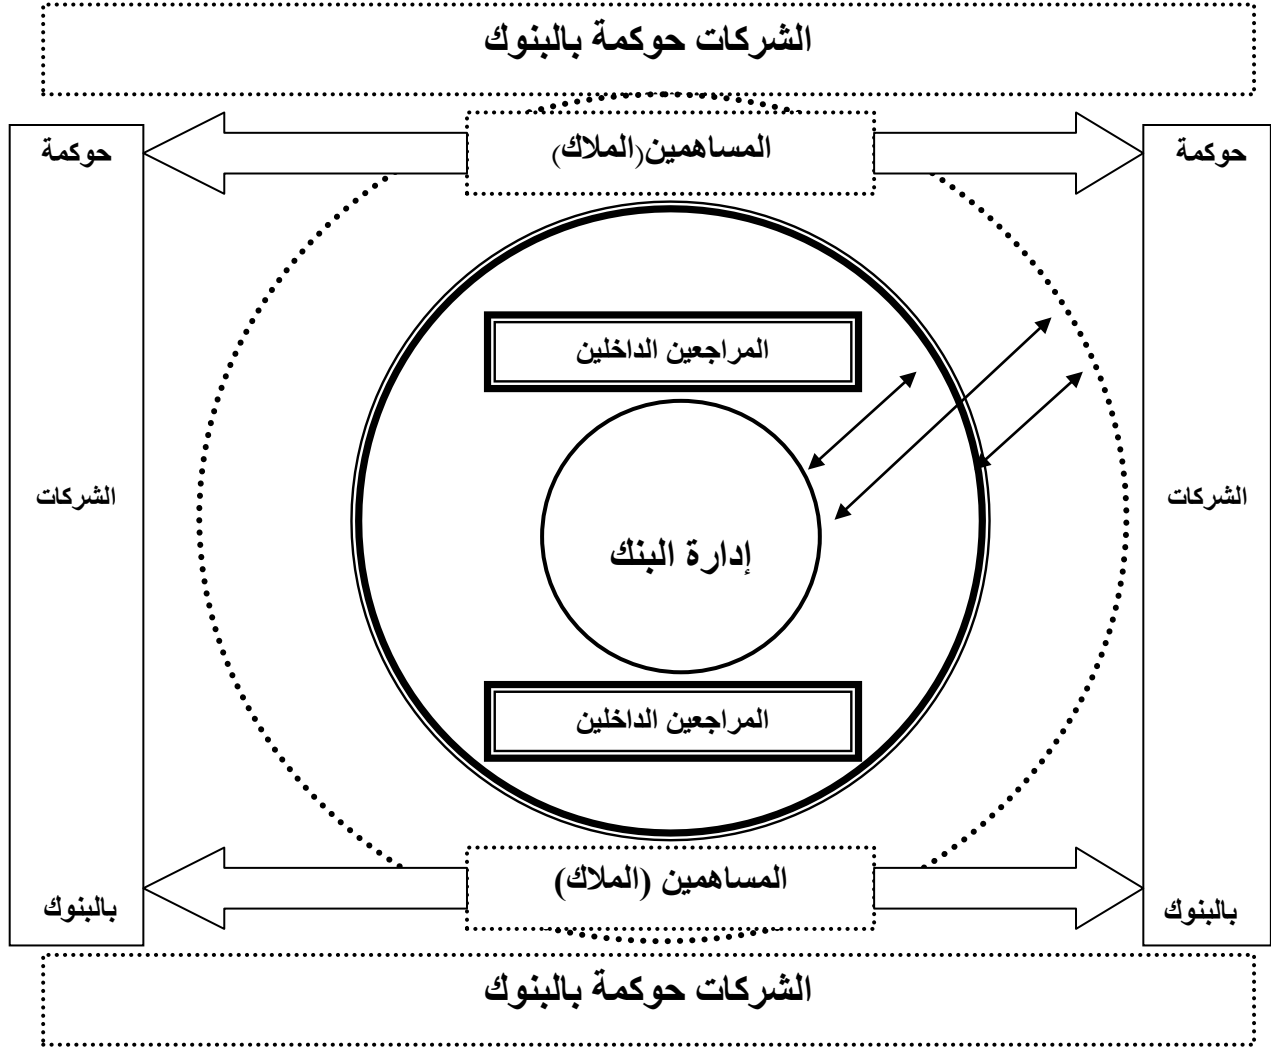 الشركات حوكمة بالبنوك
المساهمين(الملاك)
حوكمة
الشركات
بالبنوك
حوكمة
الشركات
بالبنوك
المراجعين الداخلين
إدارة البنك
المراجعين الداخلين
المساهمين (الملاك)
الشركات حوكمة بالبنوك